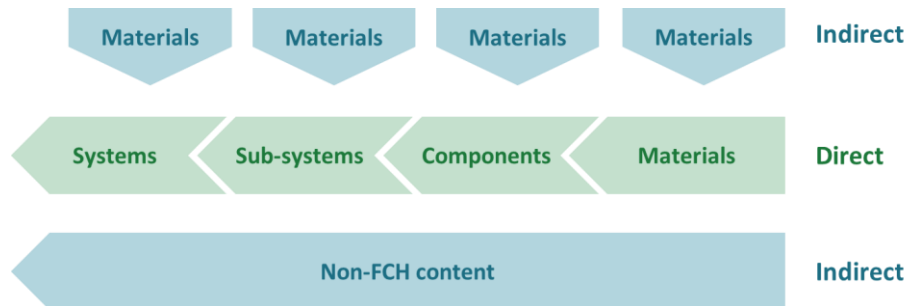 Materials Materials Materials Materials Indirect
Systems Sub-systems Components Materials Direct
Non-FCH content Indirect